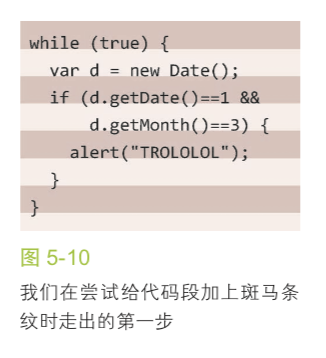 while (true) {
  var d = new Date();
  if (d.getDate()==1 &&
      d.getMonth()==3) {
    alert("TROLOLOL");
  }
}
图 5-10
我们在尝试给代码段加上斑马条
纹时走出的第一步